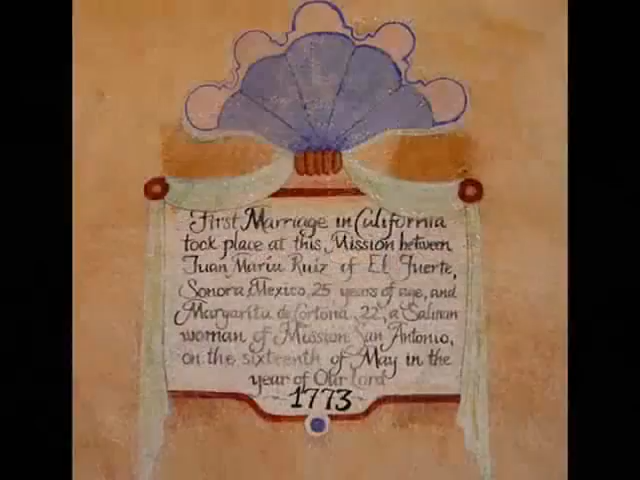 First Marriage in California
took place at this Mission between
Juan María Ruiz of El Fuerte,
Sonora, Mexico, 25 years of age, and
Margarita de Cortona, 22, a Salinan
woman of Mission San Antonio,
on the sixteenth of May in the
year of Our Lord
1773